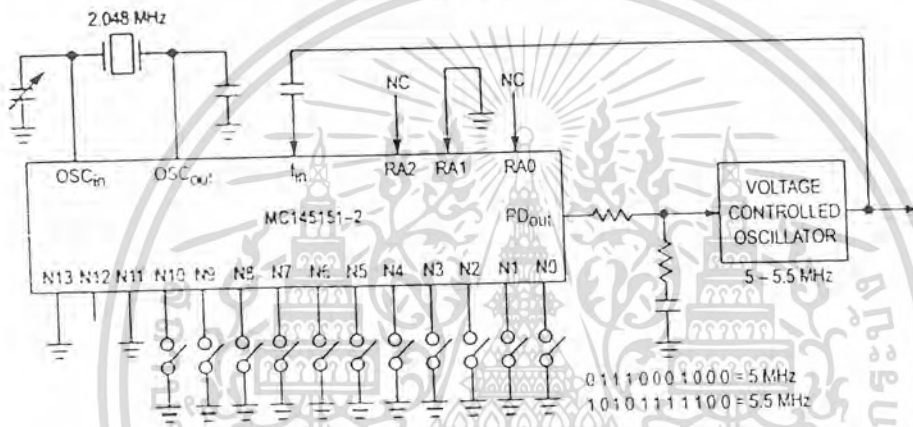 2.048 MHz
NC
NC
OSCin
OSCout
fin
RA2
RA1
RA0
MC145151-2
PDout
VOLTAGE
CONTROLLED
OSCILLATOR
5 – 5.5 MHz
N13 N12 N11 N10 N9 N8 N7 N6 N5 N4 N3 N2 N1 N0
0 1 1 1 0 0 0 1 0 0 0 = 5 MHz
1 0 1 0 1 1 1 1 1 0 0 = 5.5 MHz